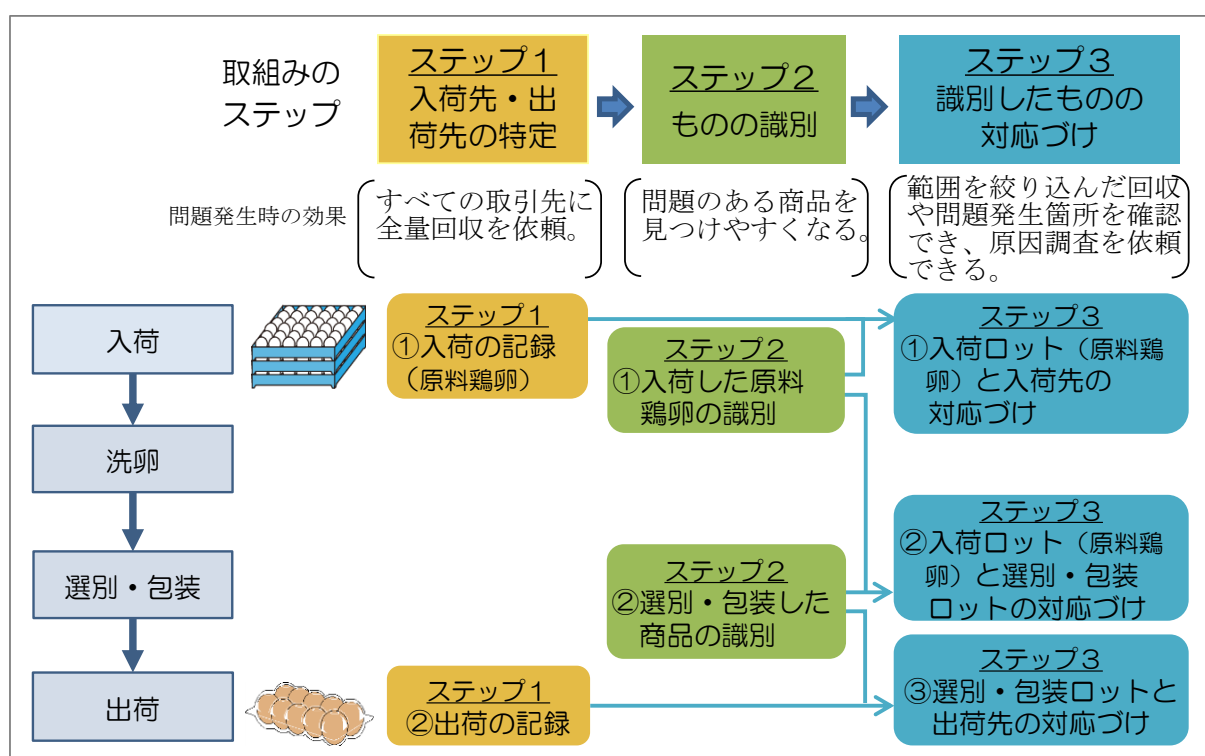 取組みの
ステップ
ステップ１
入荷先・出
荷先の特定
ステップ２
ものの識別
ステップ３
識別したものの
対応づけ
問題発生時の効果
すべての取引先に
全量回収を依頼。
問題のある商品を
見つけやすくなる。
範囲を絞り込んだ回収
や問題発生箇所を確認
でき、原因調査を依頼
できる。
入荷
ステップ１
①入荷の記録
（原料鶏卵）
ステップ２
①入荷した原料
鶏卵の識別
ステップ３
①入荷ロット（原料鶏
卵）と入荷先の
対応づけ
洗卵
選別・包装
ステップ２
②選別・包装した
商品の識別
ステップ３
②入荷ロット（原料鶏
卵）と選別・包装
ロットの対応づけ
出荷
ステップ１
②出荷の記録
ステップ３
③選別・包装ロットと
出荷先の対応づけ